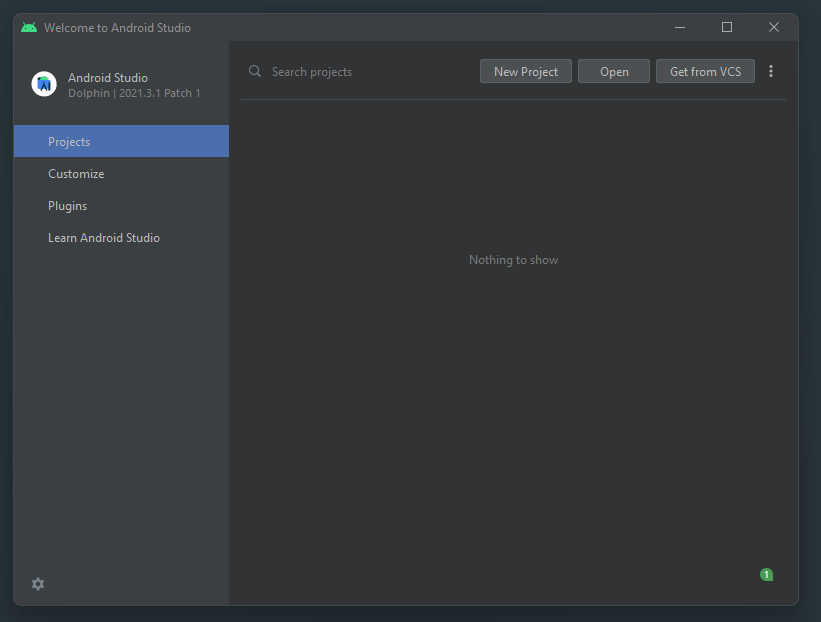 Welcome to Android Studio
Android Studio
Dolphin | 2021.3.1 Patch 1
Projects
Customize
Plugins
Learn Android Studio
Search projects
New Project
Open
Get from VCS
Nothing to show
1